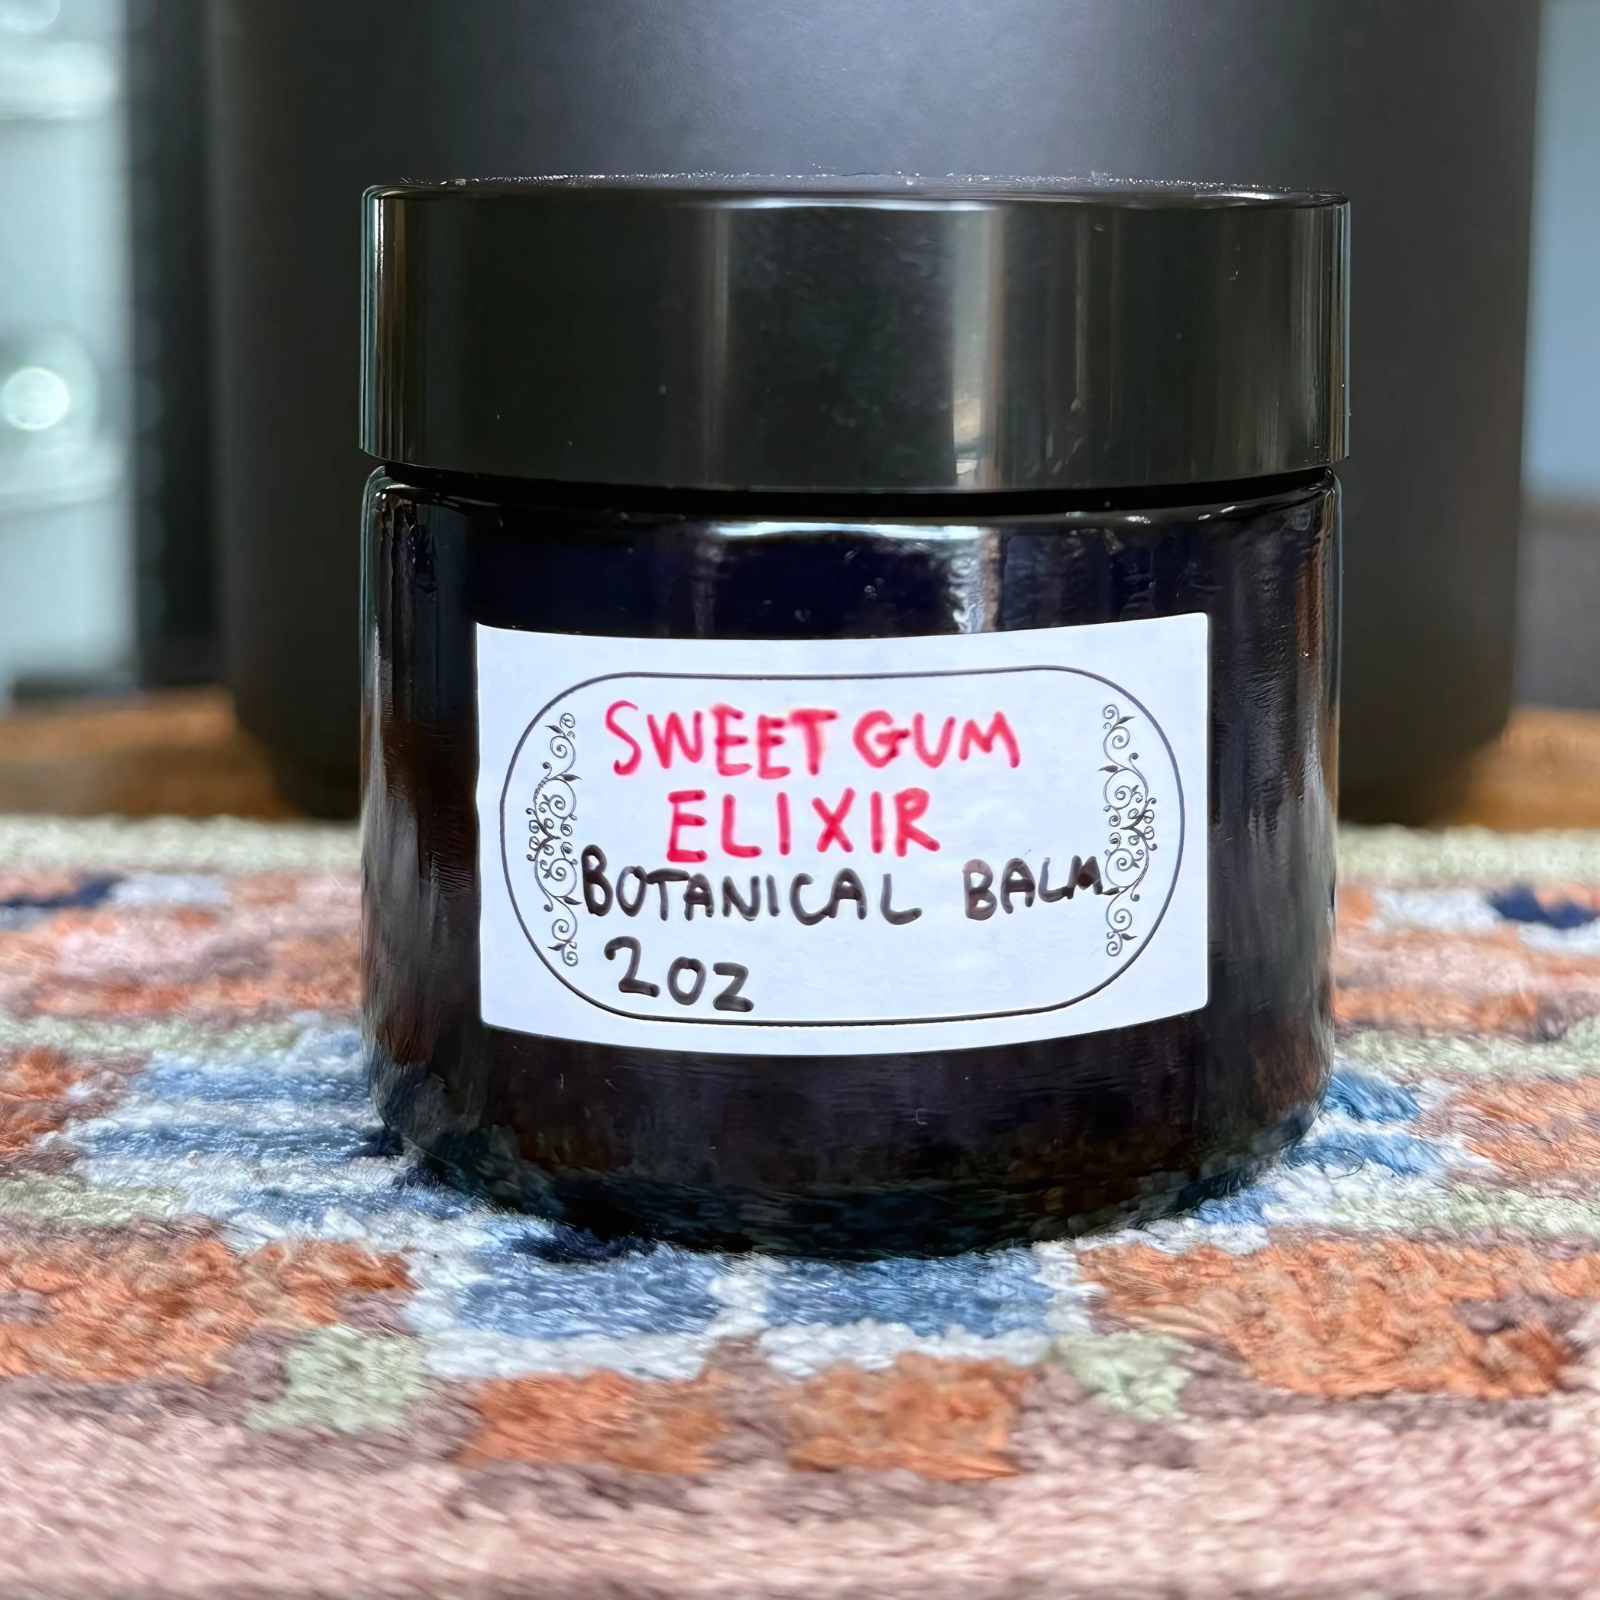 SWEET GUM
ELIXIR
BOTANICAL BALM
2OZ